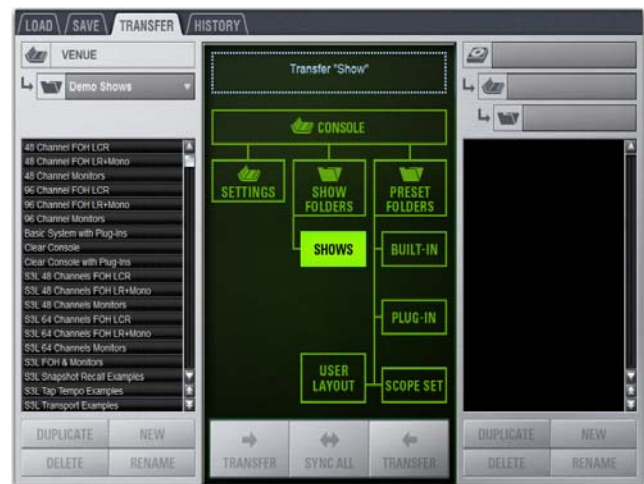 LOAD SAVE TRANSFER HISTORY
VENUE
Demo Shows
48 Channel FOH LCR
48 Channel FOH LR+Mono
48 Channel Monitors
96 Channel FOH LCR
96 Channel FOH LR+Mono
96 Channel Monitors
Basic System with Plug-Ins
Clear Console
Clear Console with Plug-Ins
S3L 48 Channels FOH LCR
S3L 48 Channels FOH LR+Mono
S3L 48 Channels Monitors
S3L 64 Channels FOH LCR
S3L 64 Channels FOH LR+Mono
S3L 64 Channels Monitors
S3L FOH & Monitors
S3L Snapshot Recall Examples
S3L Tap Tempo Examples
S3L Transport Examples
DUPLICATE NEW
DELETE RENAME
Transfer "Show"
CONSOLE
SETTINGS
SHOW
FOLDERS
PRESET
FOLDERS
SHOWS
BUILT-IN
PLUG-IN
USER
LAYOUT
SCOPE SET
TRANSFER SYNC ALL TRANSFER
DUPLICATE NEW
DELETE RENAME